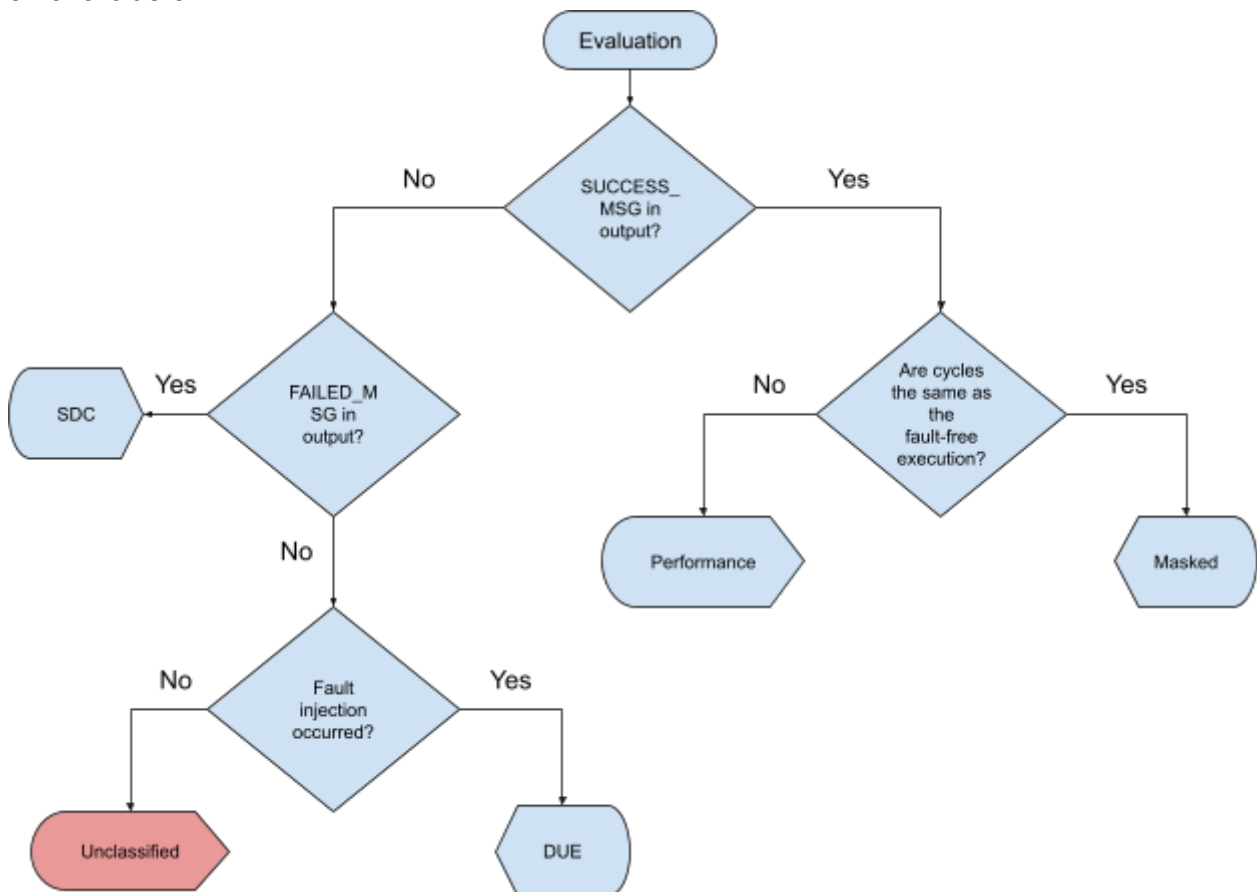 Evaluation
No
SUCCESS_
MSG in
output?
Yes
Yes
SDC
FAILED_M
SG in
output?
No
Are cycles
the same as
the
fault-free
execution?
Yes
No
Performance
Masked
No
Fault
injection
occurred?
Yes
Unclassified
DUE